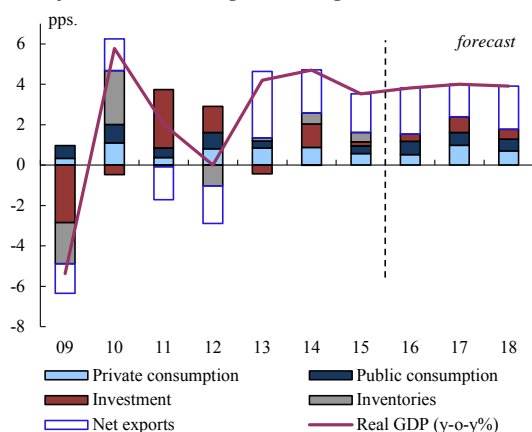 pps.
6
forecast
4
2
0
-2
-4
-6
-8
09 10 11 12 13 14 15 16 17 18
Private consumption Public consumption
Investment Inventories
Net exports Real GDP (y-o-y%)